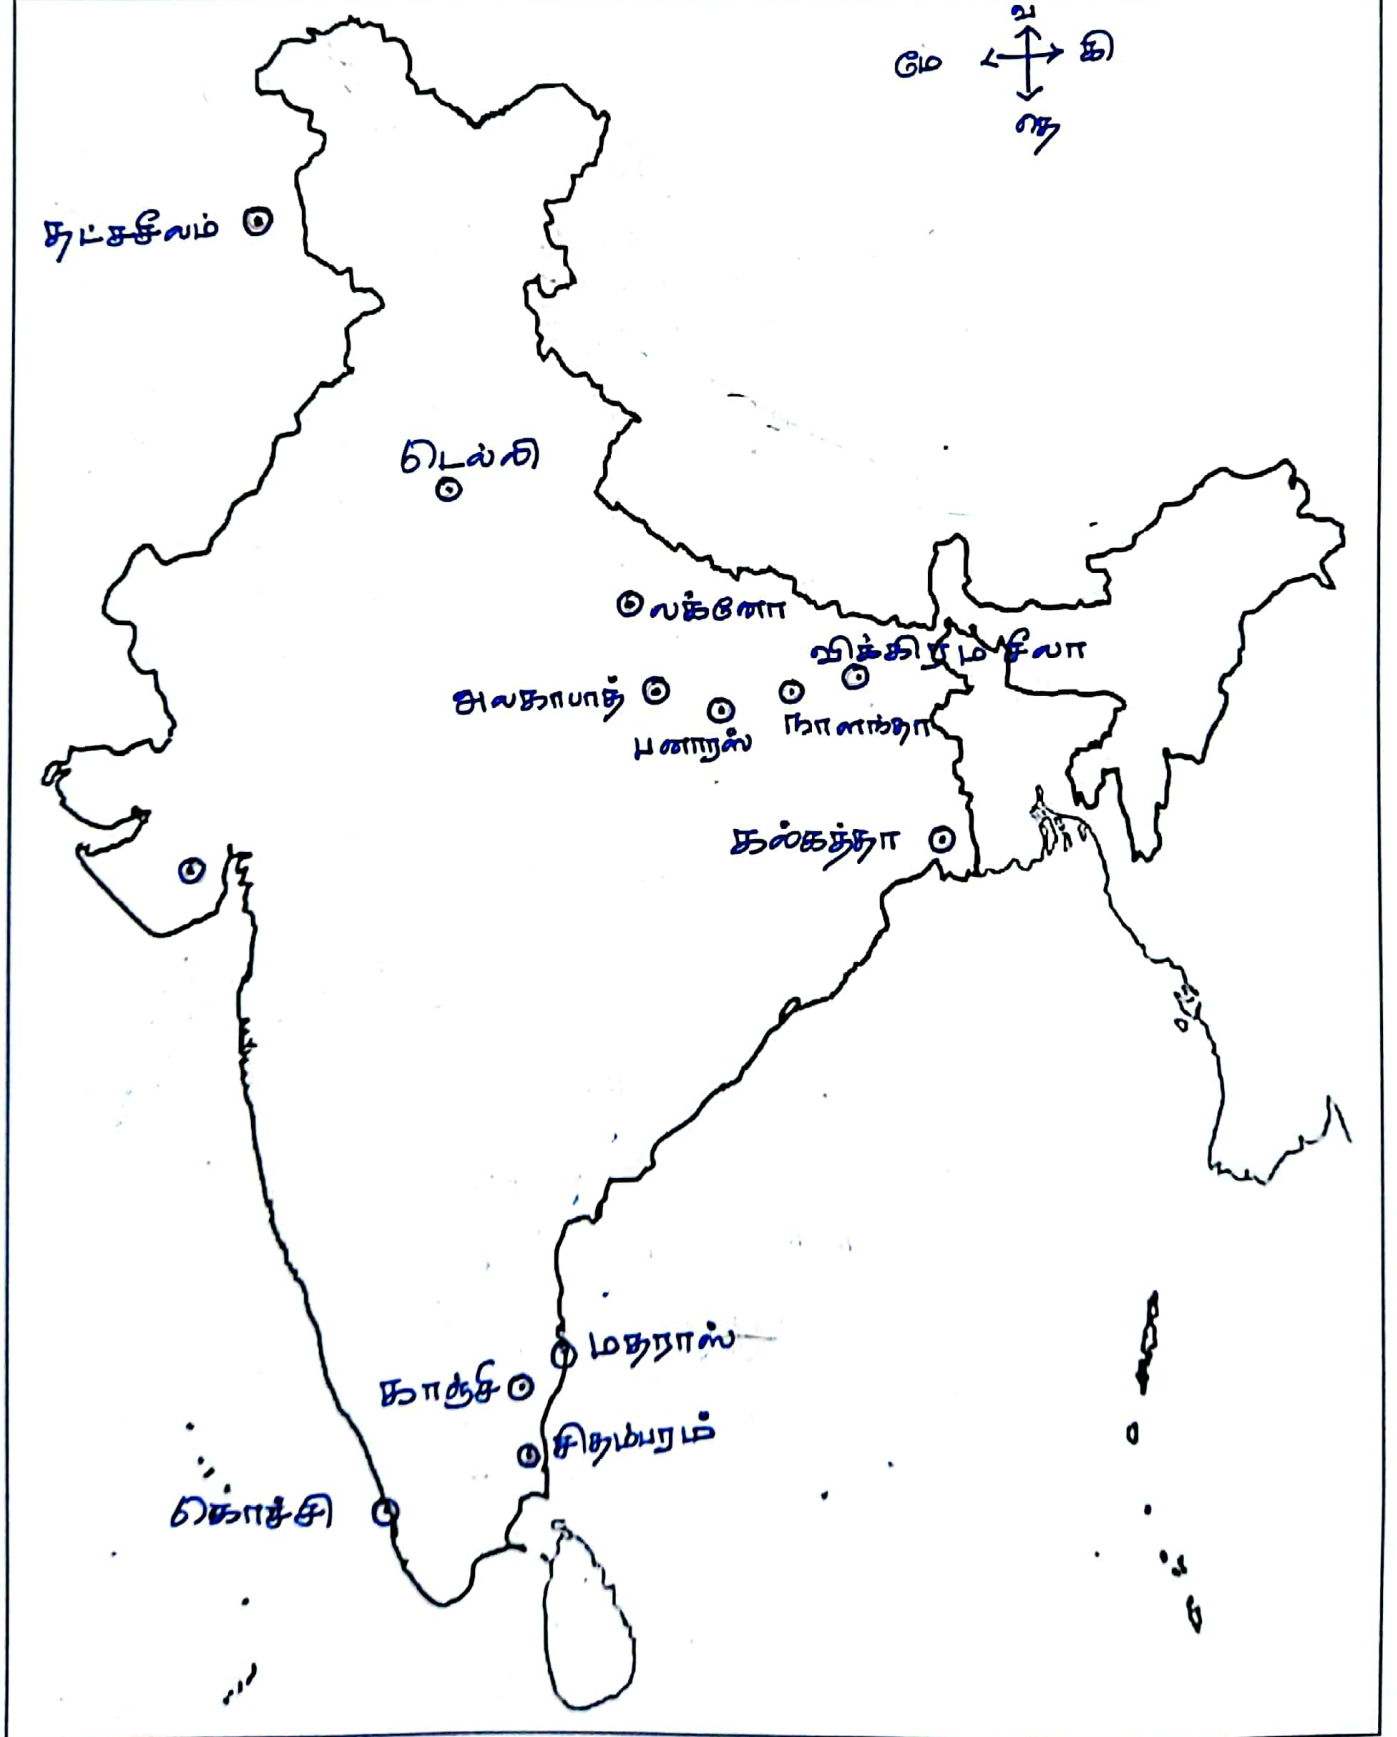 வ
மே
கி
தெ
தட்சசீலம்
டெல்லி
லக்னோ
விக்கிரமசீலா
அலகாபாத்
பனாரஸ்
நாளந்தா
கல்கத்தா
மதராஸ்
காஞ்சி
சிதம்பரம்
கொச்சி